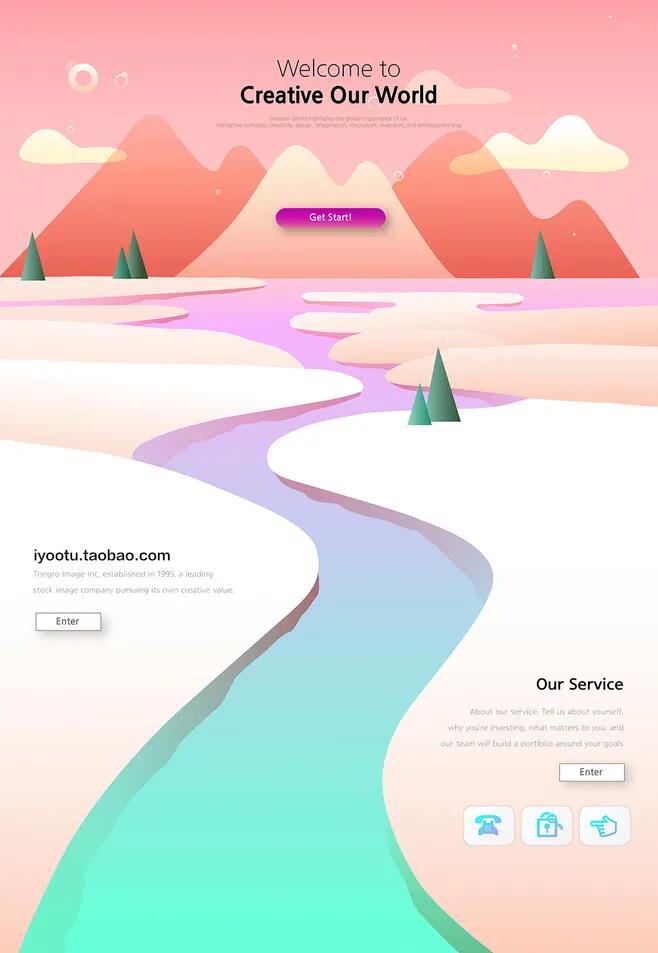 Welcome to
Creative Our World
Creative World highlights the global importance of six
interactive concepts: creativity, design, imagination, innovation, invention, and entrepreneurship
Get Start!
iyootu.taobao.com
Tongro Image Inc, established in 1995, a leading
stock image company pursuing its own creative value.
Enter
Our Service
About our service. Tell us about yourself,
why you're investing, what matters to you, and
our team will build a portfolio around your goals
Enter